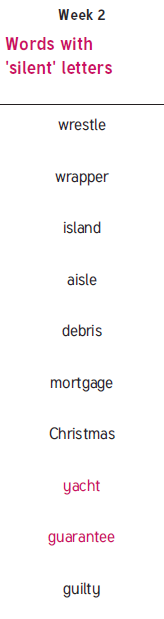 Week 2
Words with
'silent' letters
wrestle
wrapper
island
aisle
debris
mortgage
Christmas
yacht
guarantee
guilty